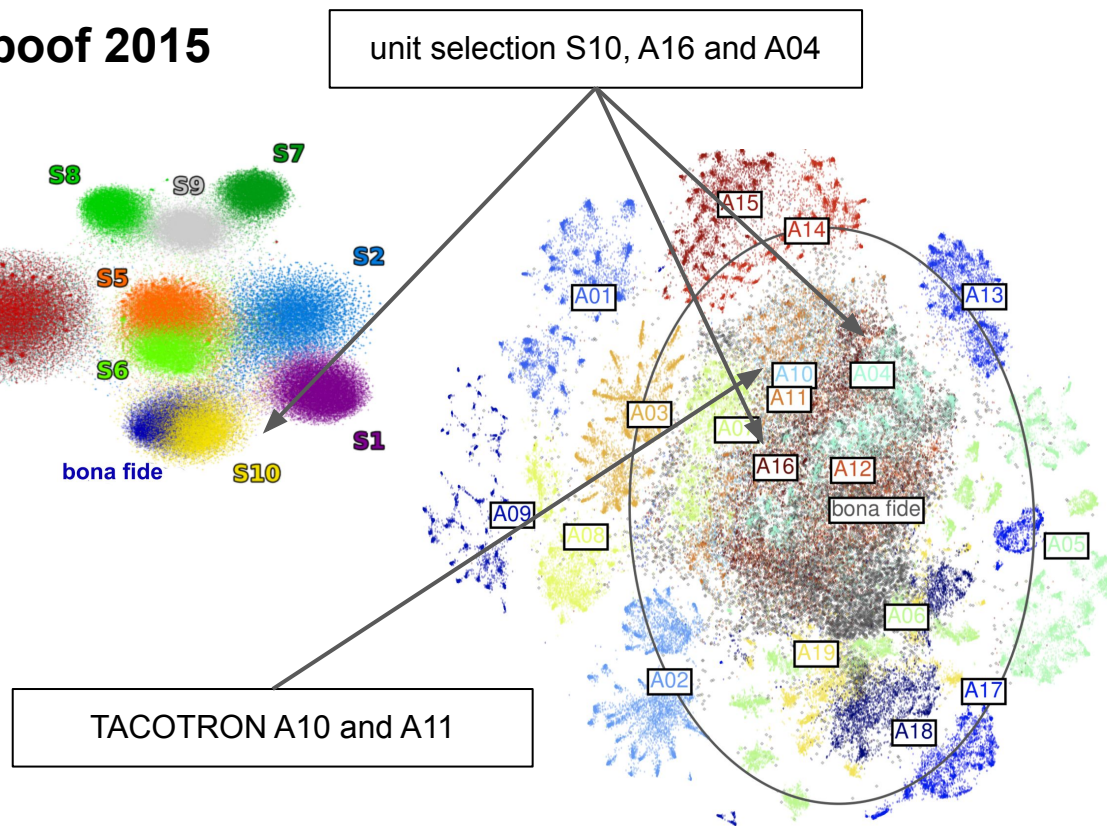 poof 2015
unit selection S10, A16 and A04
S7
S8
S9
S2
S5
S6
S1
bona fide
S10
A15
A14
A01
A13
A10
A04
A11
A03
A16
A12
bona fide
A09
A08
A05
A06
A19
A02
A17
A18
TACOTRON A10 and A11